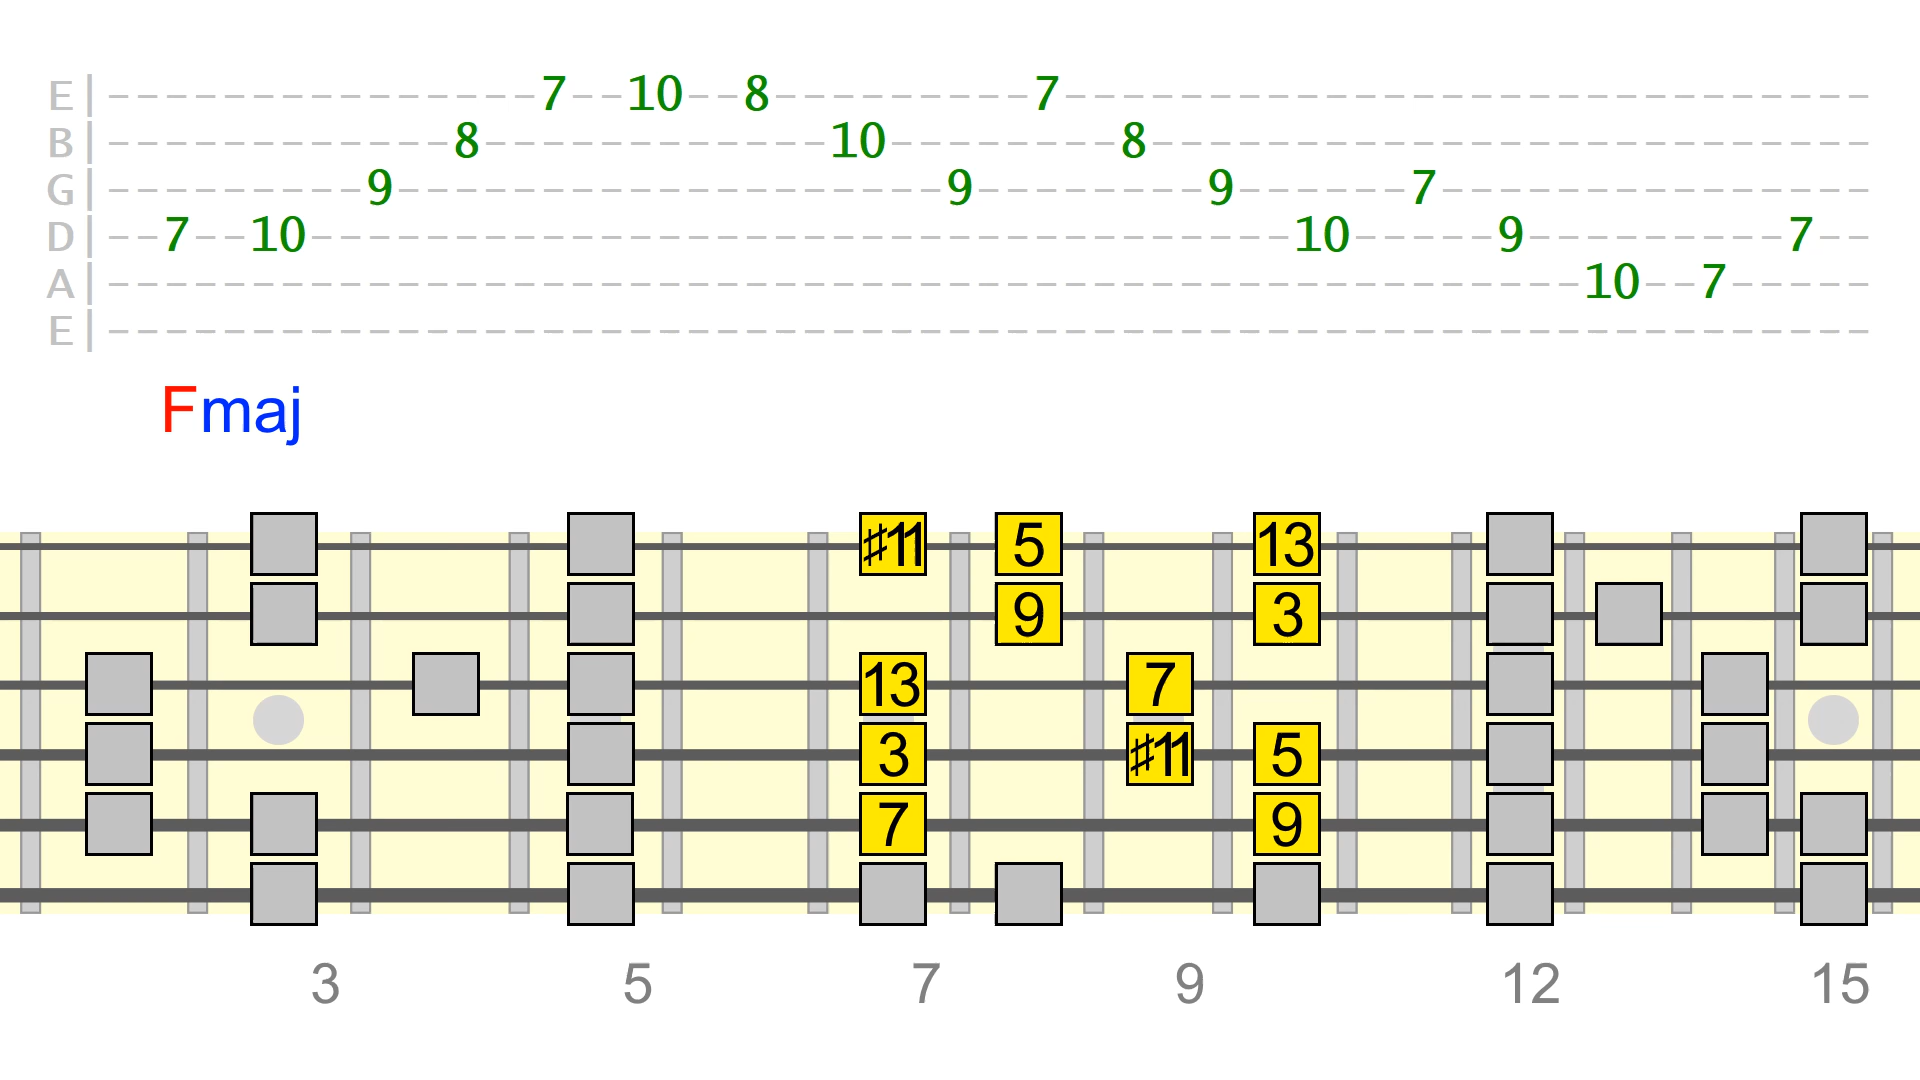 E|------7--10--8------7------
B|----8------10------8------
G|---9------9------9--7------
D|--7--10------10--9------7--
A|------10--7------
E|------------
Fmaj
♯11 5 13
9 3
13 7
3 ♯11 5
7 9
3 5 7 9 12 15